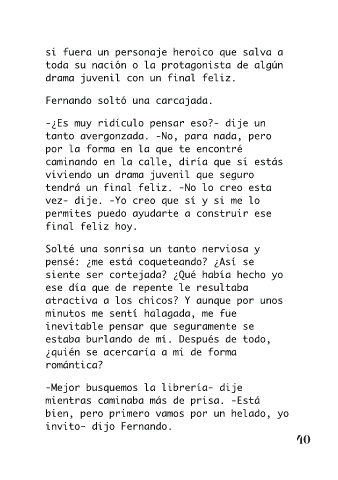 si fuera un personaje heroico que salva a
toda su nación o la protagonista de algún
drama juvenil con un final feliz.
Fernando soltó una carcajada.
-¿Es muy ridículo pensar eso?- dije un
tanto avergonzada. -No, para nada, pero
por la forma en la que te encontré
caminando en la calle, diría que si estás
viviendo un drama juvenil que seguro
tendrá un final feliz. -No lo creo esta
vez- dije. -Yo creo que sí y si me lo
permites puedo ayudarte a construir ese
final feliz hoy.
Solté una sonrisa un tanto nerviosa y
pensé: ¿me está coqueteando? ¿Así se
siente ser cortejada? ¿Qué había hecho yo
ese día que de repente le resultaba
atractiva a los chicos? Y aunque por unos
minutos me sentí halagada, me fue
inevitable pensar que seguramente se
estaba burlando de mí. Después de todo,
¿quién se acercaría a mí de forma
romántica?
-Mejor busquemos la librería- dije
mientras caminaba más de prisa. -Está
bien, pero primero vamos por un helado, yo
invito- dijo Fernando.
40